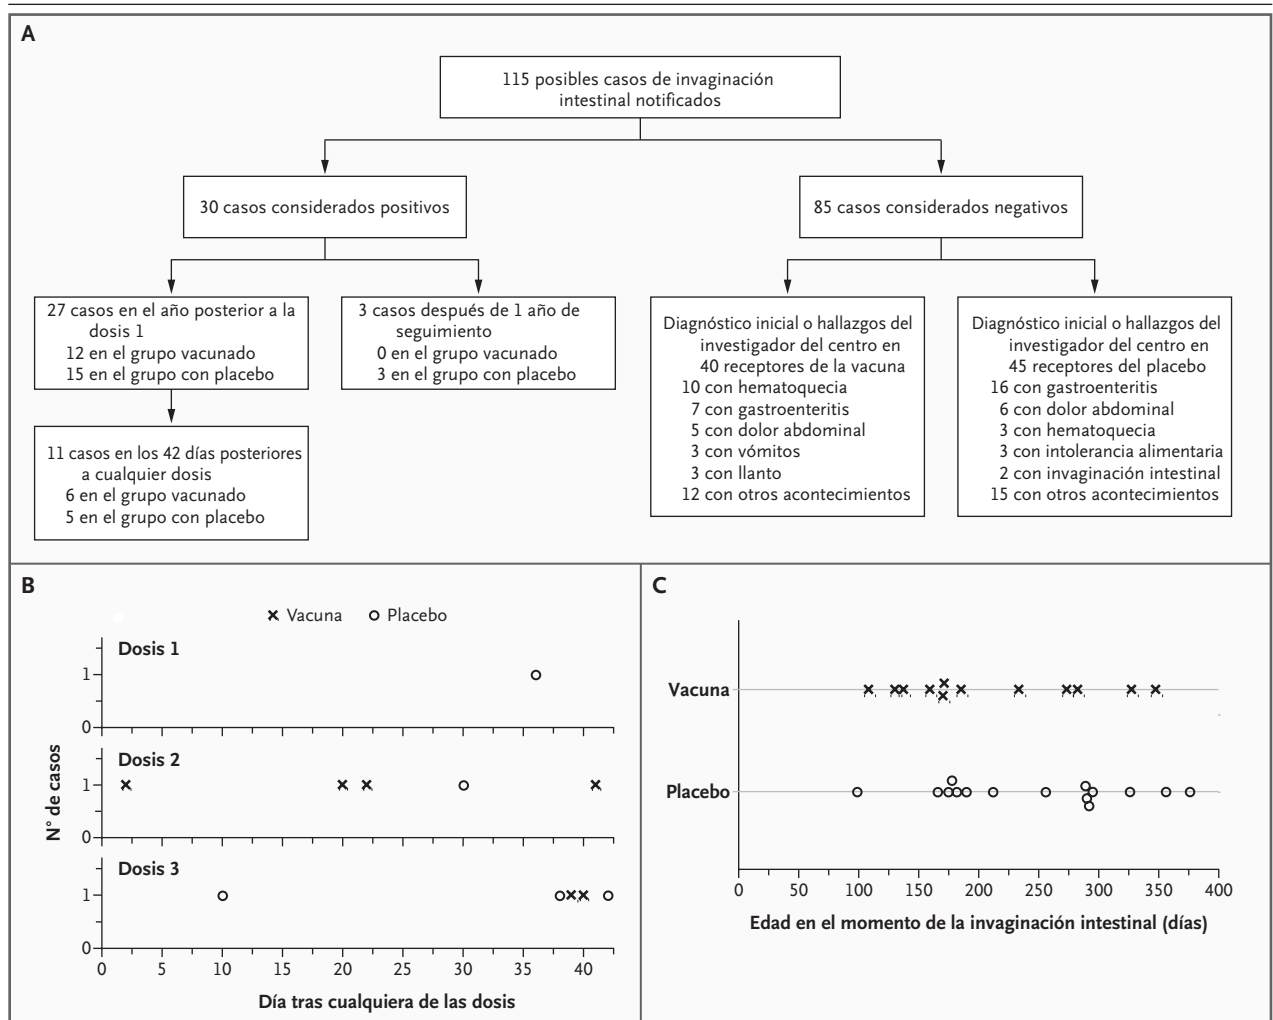 A
115 posibles casos de invaginación
intestinal notificados
30 casos considerados positivos
85 casos considerados negativos
27 casos en el año posterior a la
dosis 1
12 en el grupo vacunado
15 en el grupo con placebo
3 casos después de 1 año de
seguimiento
0 en el grupo vacunado
3 en el grupo con placebo
11 casos en los 42 días posteriores
a cualquier dosis
6 en el grupo vacunado
5 en el grupo con placebo
Diagnóstico inicial o hallazgos del
investigador del centro en
40 receptores de la vacuna
10 con hematoquecia
7 con gastroenteritis
5 con dolor abdominal
3 con vómitos
3 con llanto
12 con otros acontecimientos
Diagnóstico inicial o hallazgos del
investigador del centro en
45 receptores del placebo
16 con gastroenteritis
6 con dolor abdominal
3 con hematoquecia
3 con intolerancia alimentaria
2 con invaginación intestinal
15 con otros acontecimientos
B
Vacuna Placebo
Dosis 1
1
0
Dosis 2
1
0
Dosis 3
1
0
N° de casos
0 5 10 15 20 25 30 35 40
Día tras cualquiera de las dosis
C
Vacuna
Placebo
0 50 100 150 200 250 300 350 400
Edad en el momento de la invaginación intestinal (días)